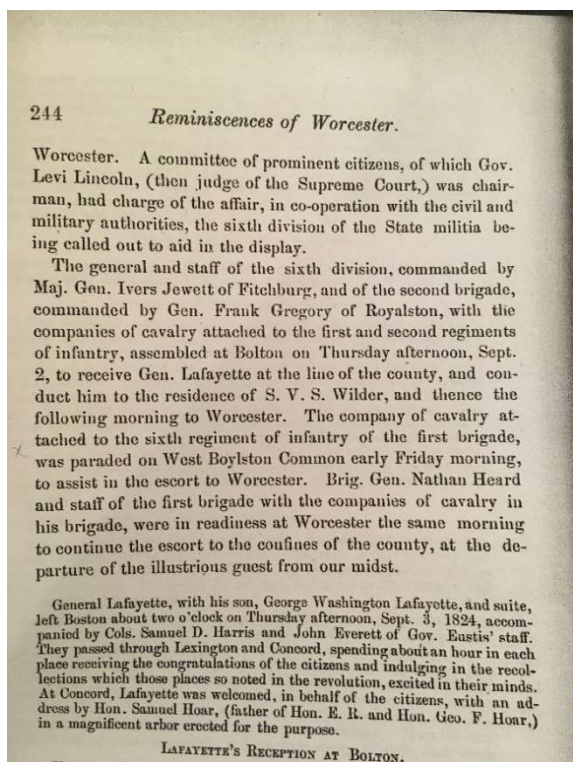 244 Reminiscences of Worcester.
Worcester. A committee of prominent citizens, of which Gov.
Levi Lincoln, (then judge of the Supreme Court,) was chair-
man, had charge of the affair, in co-operation with the civil and
military authorities, the sixth division of the State militia be-
ing called out to aid in the display.
The general and staff of the sixth division, commanded by
Maj. Gen. Ivers Jewett of Fitchburg, and of the second brigade,
commanded by Gen. Frank Gregory of Royalston, with the
companies of cavalry attached to the first and second regiments
of infantry, assembled at Bolton on Thursday afternoon, Sept.
2, to receive Gen. Lafayette at the line of the county, and con-
duct him to the residence of S. V. S. Wilder, and thence the
following morning to Worcester. The company of cavalry at-
tached to the sixth regiment of infantry of the first brigade,
was paraded on West Boylston Common early Friday morning,
to assist in the escort to Worcester. Brig. Gen. Nathan Heard
and staff of the first brigade with the companies of cavalry in
his brigade, were in readiness at Worcester the same morning
to continue the escort to the confines of the county, at the de-
parture of the illustrious guest from our midst.
General Lafayette, with his son, George Washington Lafayette, and suite,
left Boston about two o'clock on Thursday afternoon, Sept. 3, 1824, accom-
panied by Cols. Samuel D. Harris and John Everett of Gov. Eustis' staff.
They passed through Lexington and Concord, spending about an hour in each
place receiving the congratulations of the citizens and indulging in the recol-
lections which those places so noted in the revolution, excited in their minds.
At Concord, Lafayette was welcomed, in behalf of the citizens, with an ad-
dress by Hon. Samuel Hoar, (father of Hon. E. R. and Hon. Geo. F. Hoar,)
in a magnificent arbor erected for the purpose.
LAFAYETTE'S RECEPTION AT BOLTON.